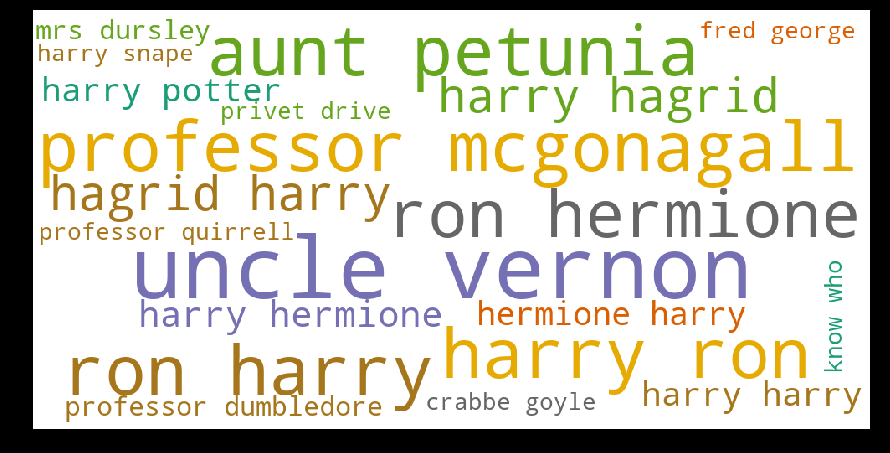 mrs dursley
aunt petunia
fred george
harry snape
harry potter
harry hagrid
privet drive
professor mcgonagall
hagrid harry
ron hermione
professor quirrell
uncle vernon
know who
harry hermione
hermione harry
ron harry
harry ron
professor dumbledore
crabbe goyle
harry harry